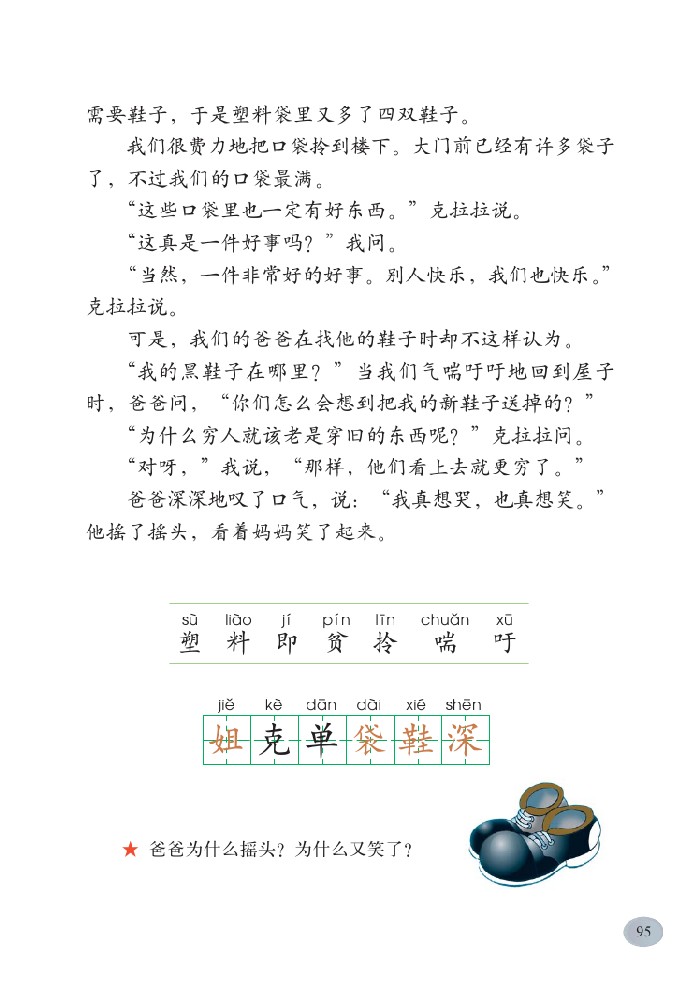 需要鞋子，于是塑料袋里又多了四双鞋子。
我们很费力地把口袋拎到楼下。大门前已经有许多袋子
了，不过我们的口袋最满。
“这些口袋里也一定有好东西。”克拉拉说。
“这真是一件好事吗？”我问。
“当然，一件非常好的好事。别人快乐，我们也快乐。”
克拉拉说。
可是，我们的爸爸在找他的鞋子时却不这样认为。
“我的黑鞋子在哪里？”当我们气喘吁吁地回到屋子
时，爸爸问，“你们怎么会想到把我的新鞋子送掉的？”
“为什么穷人就该老是穿旧的东西呢？”克拉拉问。
“对呀，”我说，“那样，他们看上去就更穷了。”
爸爸深深地叹了口气，说：“我真想哭，也真想笑。”
他摇了摇头，看着妈妈笑了起来。
sù liào jí pín līn chuǎn xū
塑 料 即 贫 拎 喘 吁
jiě kè dān dài xié shēn
姐 克 单 袋 鞋 深
★ 爸爸为什么摇头？为什么又笑了？
95